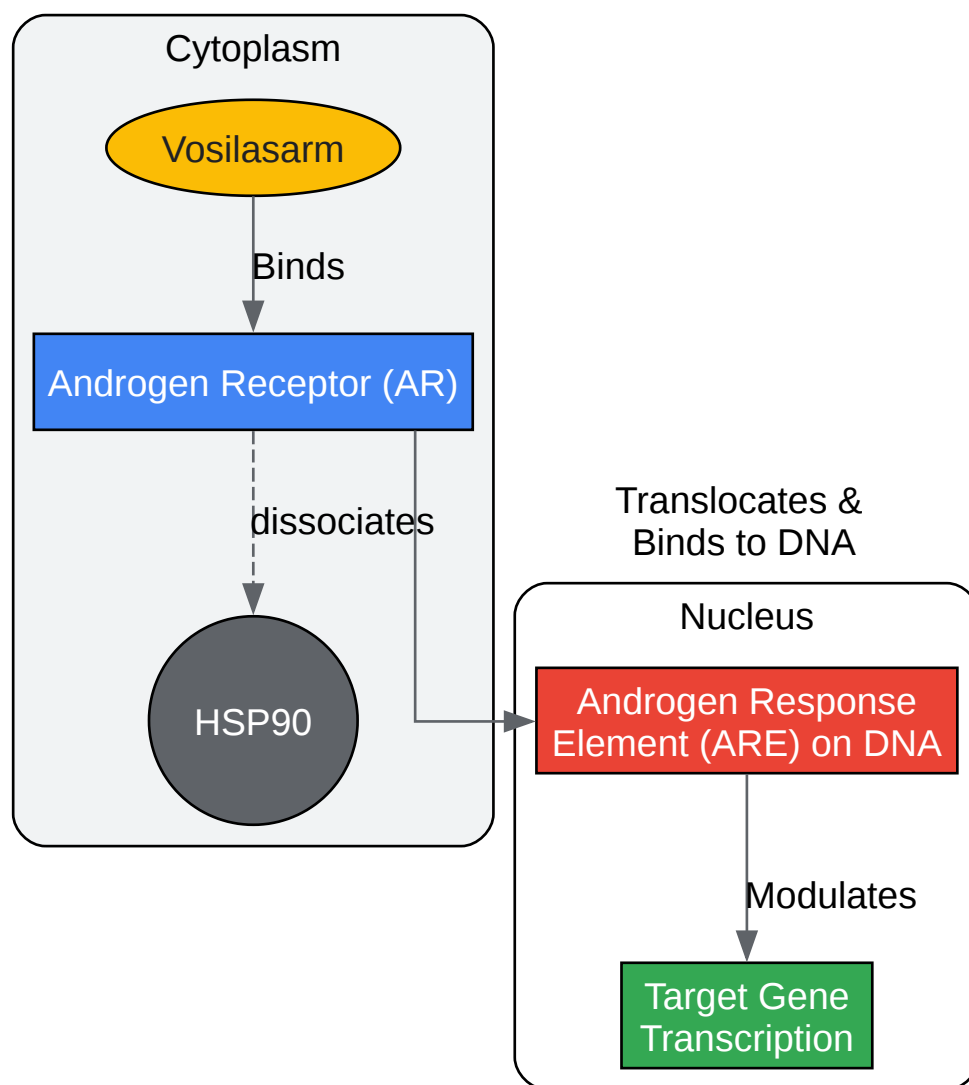 Cytoplasm
Vosilasarm
Binds
Androgen Receptor (AR)
dissociates
HSP90
Translocates &
Binds to DNA
Nucleus
Androgen Response
Element (ARE) on DNA
Modulates
Target Gene
Transcription